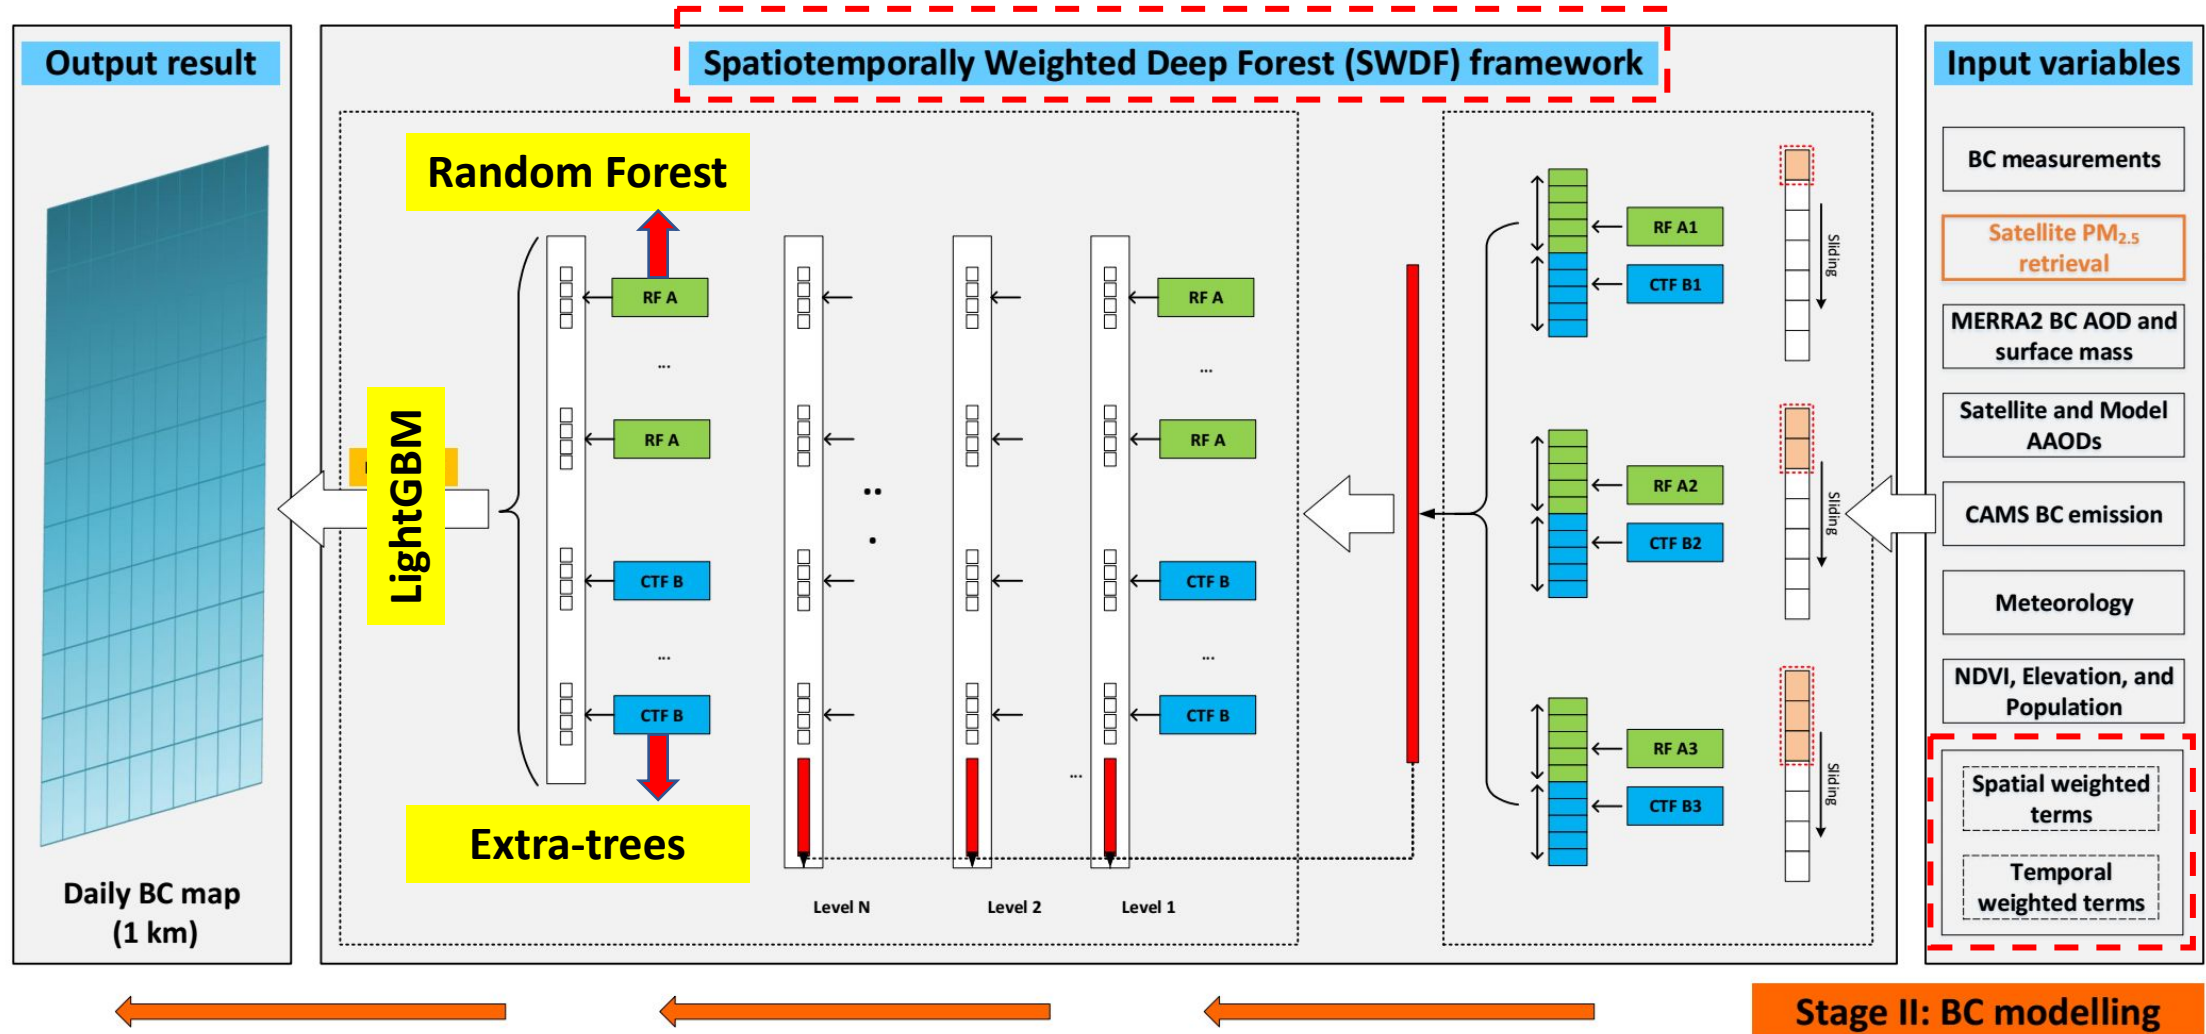 Output result
Daily BC map
(1 km)
Spatiotemporally Weighted Deep Forest (SWDF) framework
Random Forest
LightGBM
Extra-trees
RF A
...
RF A
CTF B
...
CTF B
RF A
...
RF A
CTF B
...
CTF B
...
Level N
Level 2
Level 1
RF A1
CTF B1
Sliding
RF A2
CTF B2
Sliding
RF A3
CTF B3
Sliding
Input variables
BC measurements
Satellite PM2.5
retrieval
MERRA2 BC AOD and
surface mass
Satellite and Model
AAODs
CAMS BC emission
Meteorology
NDVI, Elevation, and
Population
Spatial weighted
terms
Temporal
weighted terms
Stage II: BC modelling